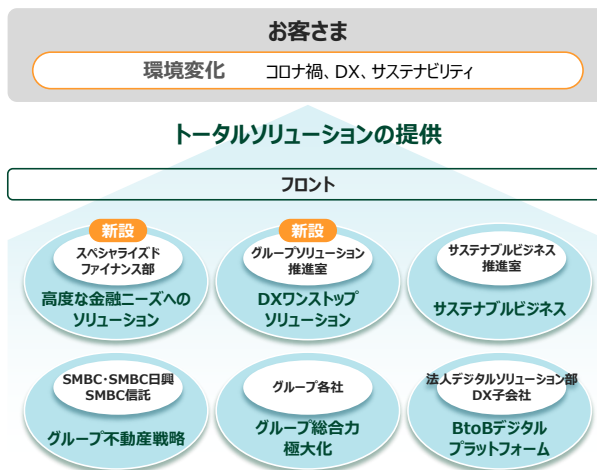 お客さま
環境変化 コロナ禍、DX、サステナビリティ
トータルソリューションの提供
フロント
新設
スペシャライズド
ファイナンス部
高度な金融ニーズへの
ソリューション
新設
グループソリューション
推進室
DXワンストップ
ソリューション
サステナブルビジネス
推進室
サステナブルビジネス
SMBC・SMBC日興
SMBC信託
グループ不動産戦略
グループ各社
グループ総合力
極大化
法人デジタルソリューション部
DX子会社
BtoBデジタル
プラットフォーム